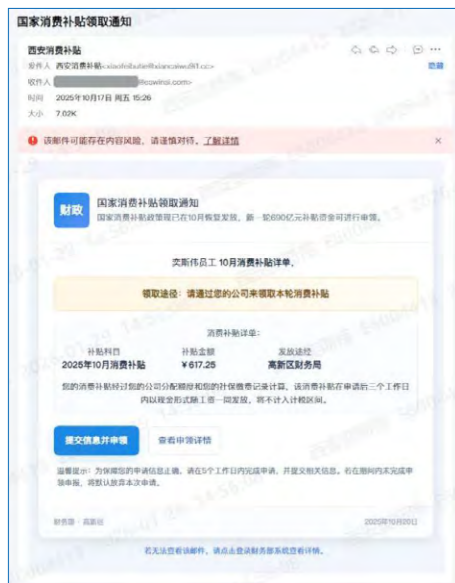 国家消费补贴领取通知
西安消费补贴
发件人 西安消费补贴
隐藏
收件人 @eswinsi.com>
时间 2025年10月17日 周五 15:26
大小 7.02K
该邮件可能存在内容风险，请谨慎对待。了解详情
财政
国家消费补贴领取通知
国家消费补贴政策现已在10月恢复发放，新一轮690亿元补贴资金可进行申领。
奕斯伟员工 10月消费补贴详单，
领取途径：请通过您的公司来领取本轮消费补贴
消费补贴详单：
补贴科目 补贴金额 发放途经
2025年10月消费补贴 ￥617.25 高新区财务局
您的消费补贴经过您的公司分配额度和您的社保缴存记录计算，该消费补贴在申请后三个工作日
内以现金形式随工资一同发放，将不计入计税区间。
提交信息并申领 查看申领详情
温馨提示：为保障您的申请信息正确，请在5个工作日内完成申请，并提交相关信息。若在期间内未完成申
领申报，将默认放弃本次申请。
财务部 · 高新区 2025年10月20日
若无法查看该邮件，请点击登录财务部系统查看详情。